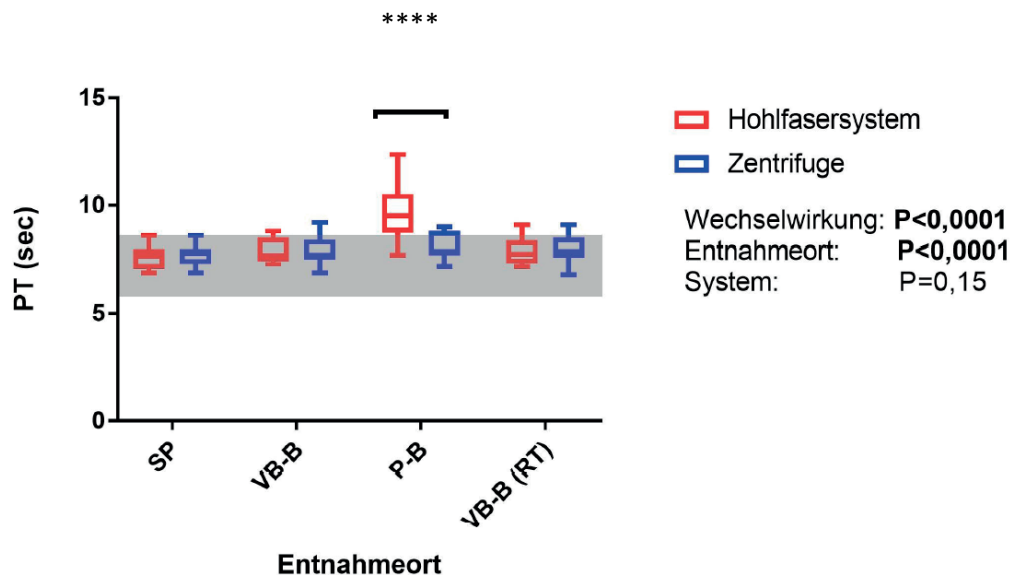 ****
15
10
5
0
PT (sec)
SP
VB-B
P-B
VB-B (RT)
Entnahmeort
Hohlfasersystem
Zentrifuge
Wechselwirkung: P<0,0001
Entnahmeort: P<0,0001
System: P=0,15